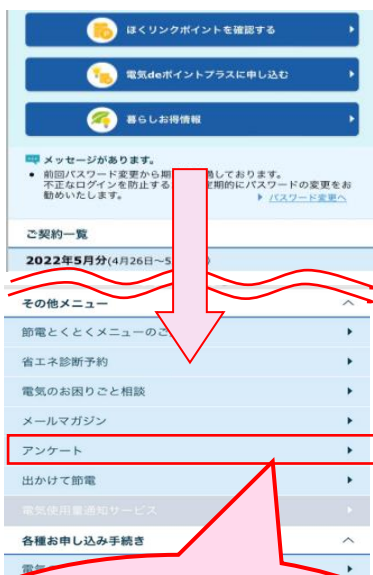 ほくリンクポイントを確認する
電気deポイントプラスに申し込む
暮らしお得情報
メッセージがあります。
前回パスワード変更から期 過しております。
不正なログインを防止する 定期的にパスワードの変更をお
勧めいたします。
パスワード変更へ
ご契約一覧
2022年5月分(4月26日~5
その他メニュー
節電とくとくメニューのご
省エネ診断予約
電気のお困りごと相談
メールマガジン
アンケート
出かけて節電
電気使用量通知サービス
各種お申し込み手続き
電気